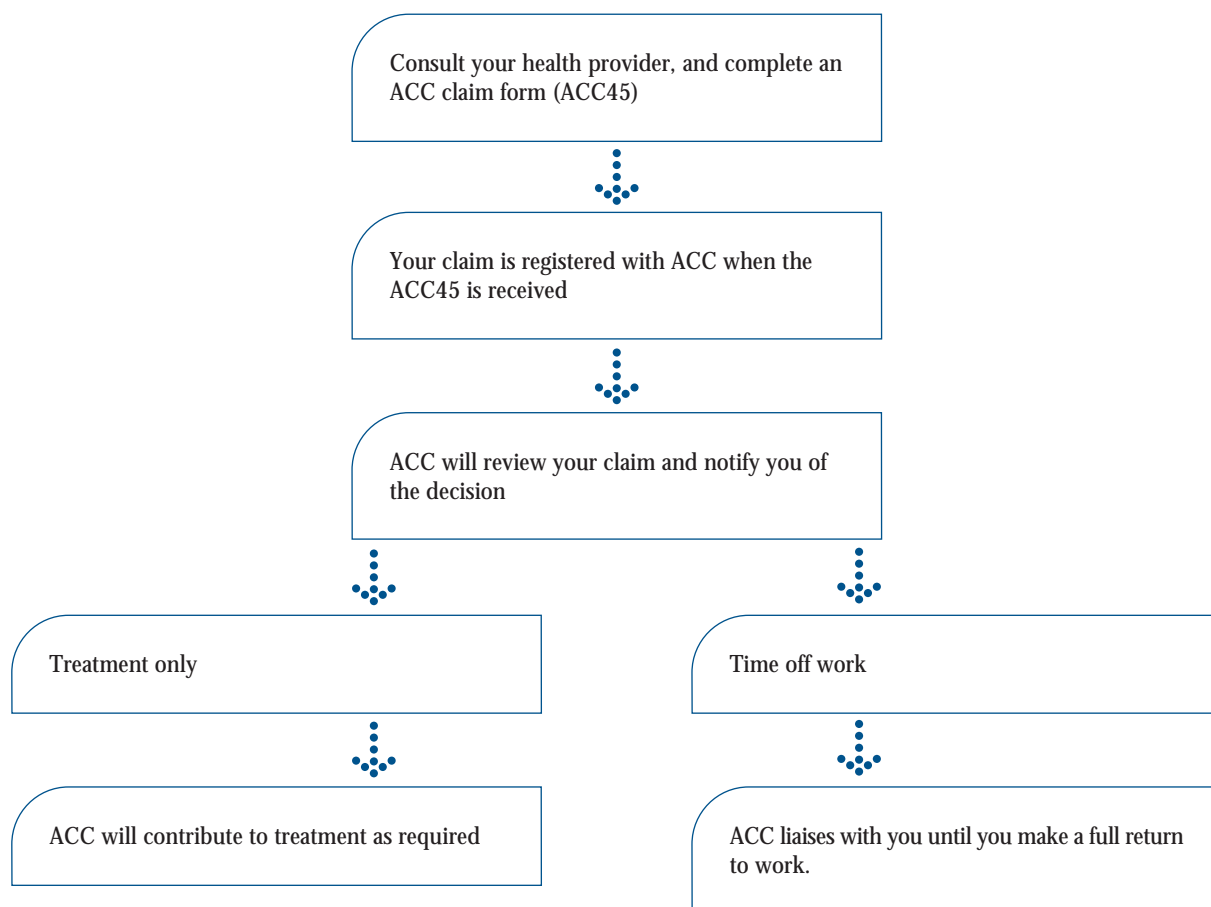 Consult your health provider, and complete an
ACC claim form (ACC45)
Your claim is registered with ACC when the
ACC45 is received
ACC will review your claim and notify you of
the decision
Treatment only
Time off work
ACC will contribute to treatment as required
ACC liaises with you until you make a full return
to work.